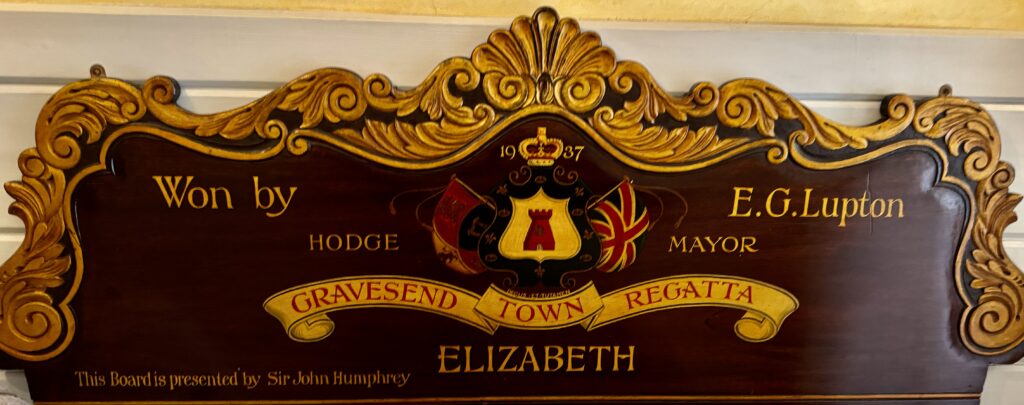 19 37
Won by E.G.Lupton
HODGE MAYOR
GRAVESEND TOWN REGATTA
ELIZABETH
This Board is presented by Sir John Humphrey